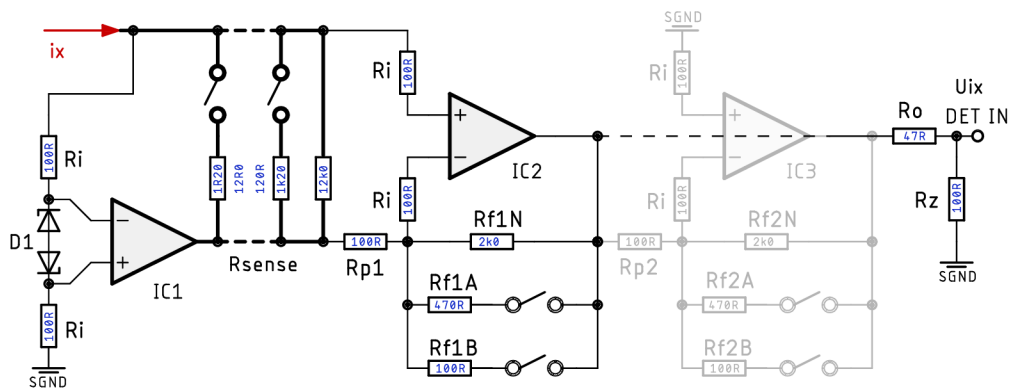 SGND
ix
Ri
100R
Ri
100R
Uix
DET IN
Ro
47R
100R
Ri
+
−
IC2
+
−
IC3
1R20
12R0
120R
1k20
12k0
Ri
100R
Ri
100R
Rz
100R
D1
−
+
IC1
Rsense
100R
Rp1
Rf1N
2k0
100R
Rp2
Rf2N
2k0
SGND
Rf1A
470R
Rf2A
470R
Ri
100R
Rf1B
100R
Rf2B
100R
SGND